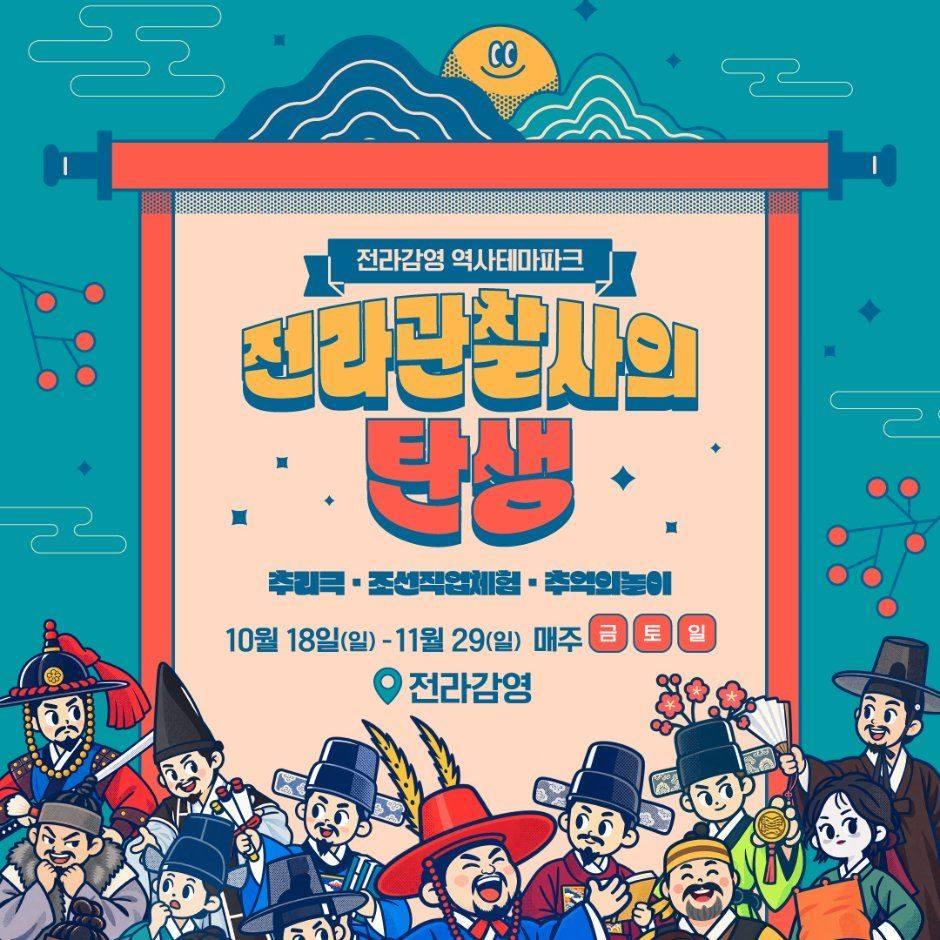 전라감영 역사테마파크
전라관찰사의
탄생
추리극 · 조선직업체험 · 추억의놀이
10월 18일(일) - 11월 29(일) 매주 금 토 일
전라감영